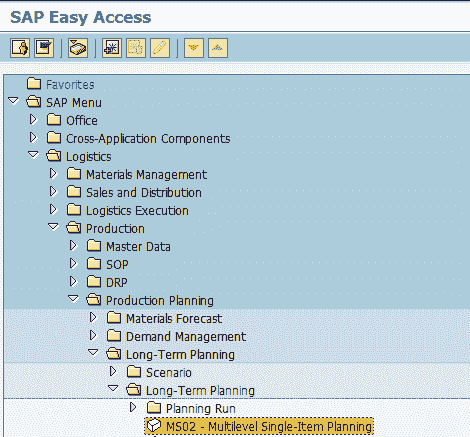 SAP Easy Access
Favorites
SAP Menu
Office
Cross-Application Components
Logistics
Materials Management
Sales and Distribution
Logistics Execution
Production
Master Data
SOP
DRP
Production Planning
Materials Forecast
Demand Management
Long-Term Planning
Scenario
Long-Term Planning
Planning Run
MS02 - Multilevel Single-Item Planning